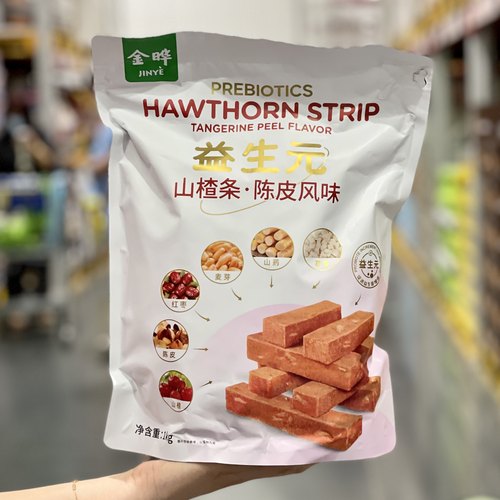 金晔
JINYE
PREBIOTICS
HAWTHORN STRIP
TANGERINE PEEL FLAVOR
益生元
山楂条·陈皮风味
山药
麦芽
红枣
陈皮
山楂
益生元
净含量:1kg